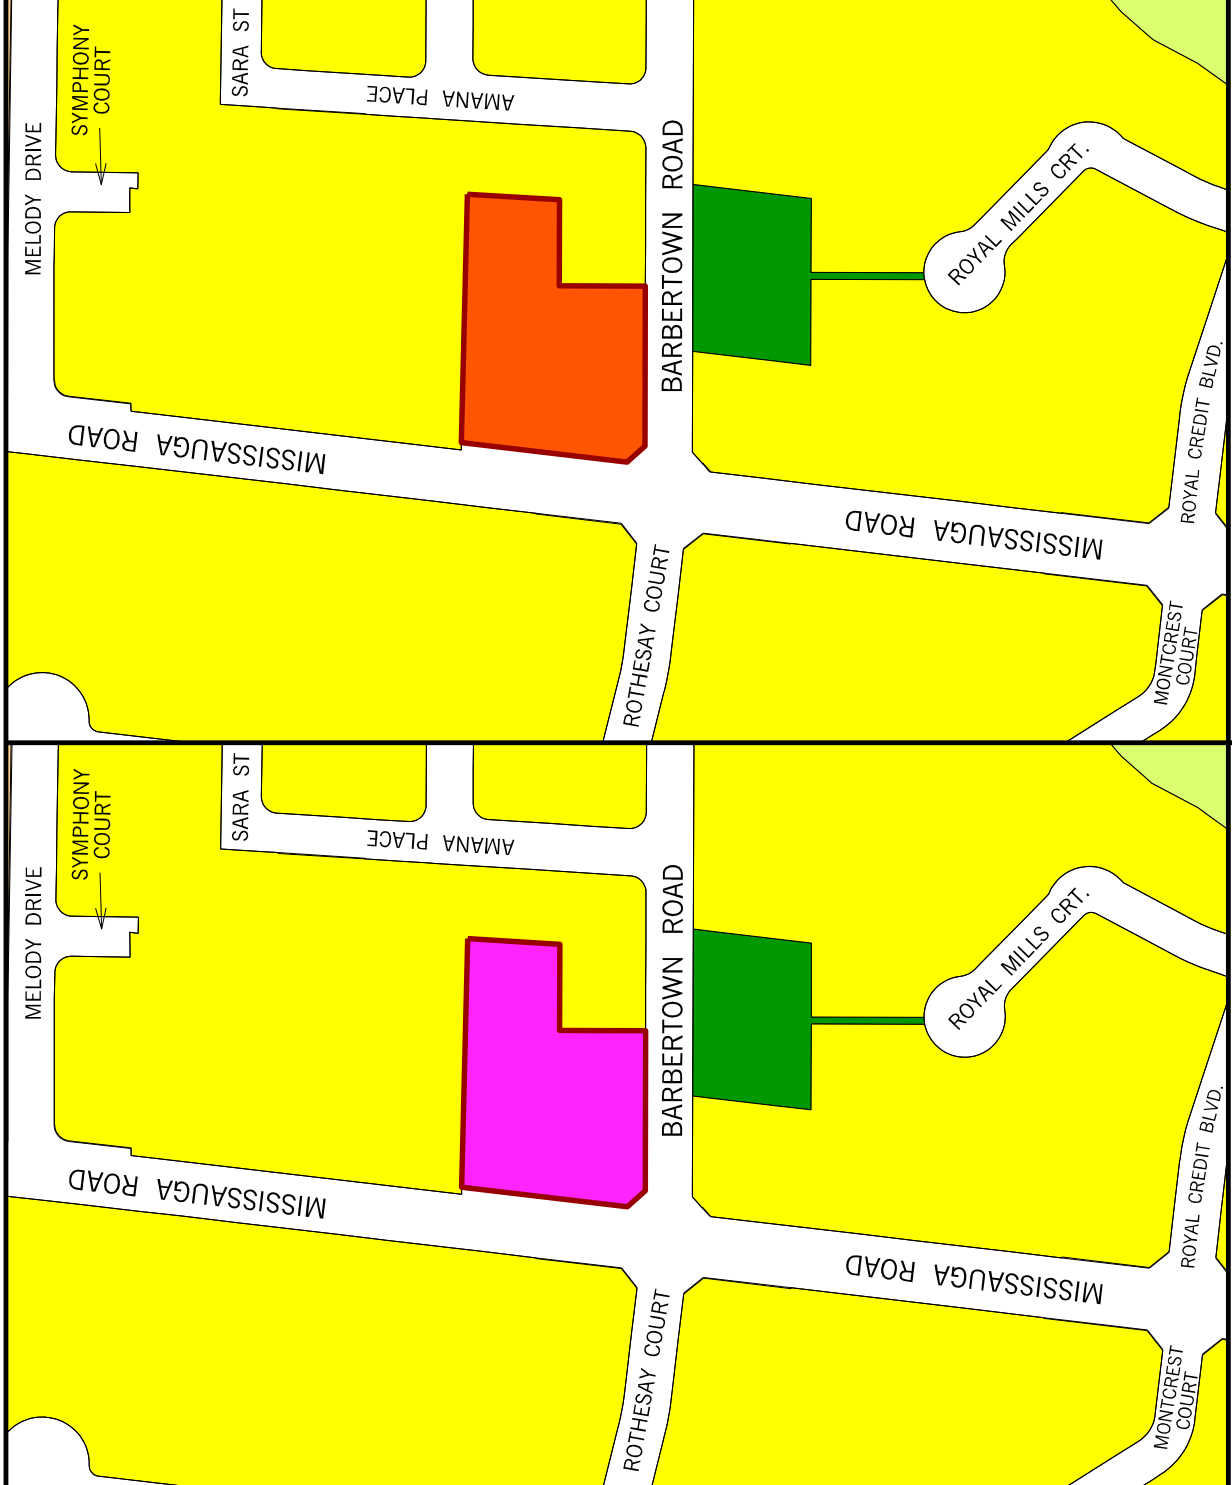 SYMPHONY
COURT
SARA ST
AMANA PLACE
MELODY DRIVE
BARBERTOWN ROAD
ROYAL MILLS CRT.
ROYAL CREDIT BLVD.
MISSISSAUGA ROAD
MISSISSAUGA ROAD
ROTHESAY COURT
MONTCREST
COURT
SYMPHONY
COURT
SARA ST
AMANA PLACE
MELODY DRIVE
BARBERTOWN ROAD
ROYAL MILLS CRT.
ROYAL CREDIT BLVD.
MISSISSAUGA ROAD
MISSISSAUGA ROAD
ROTHESAY COURT
MONTCREST
COURT